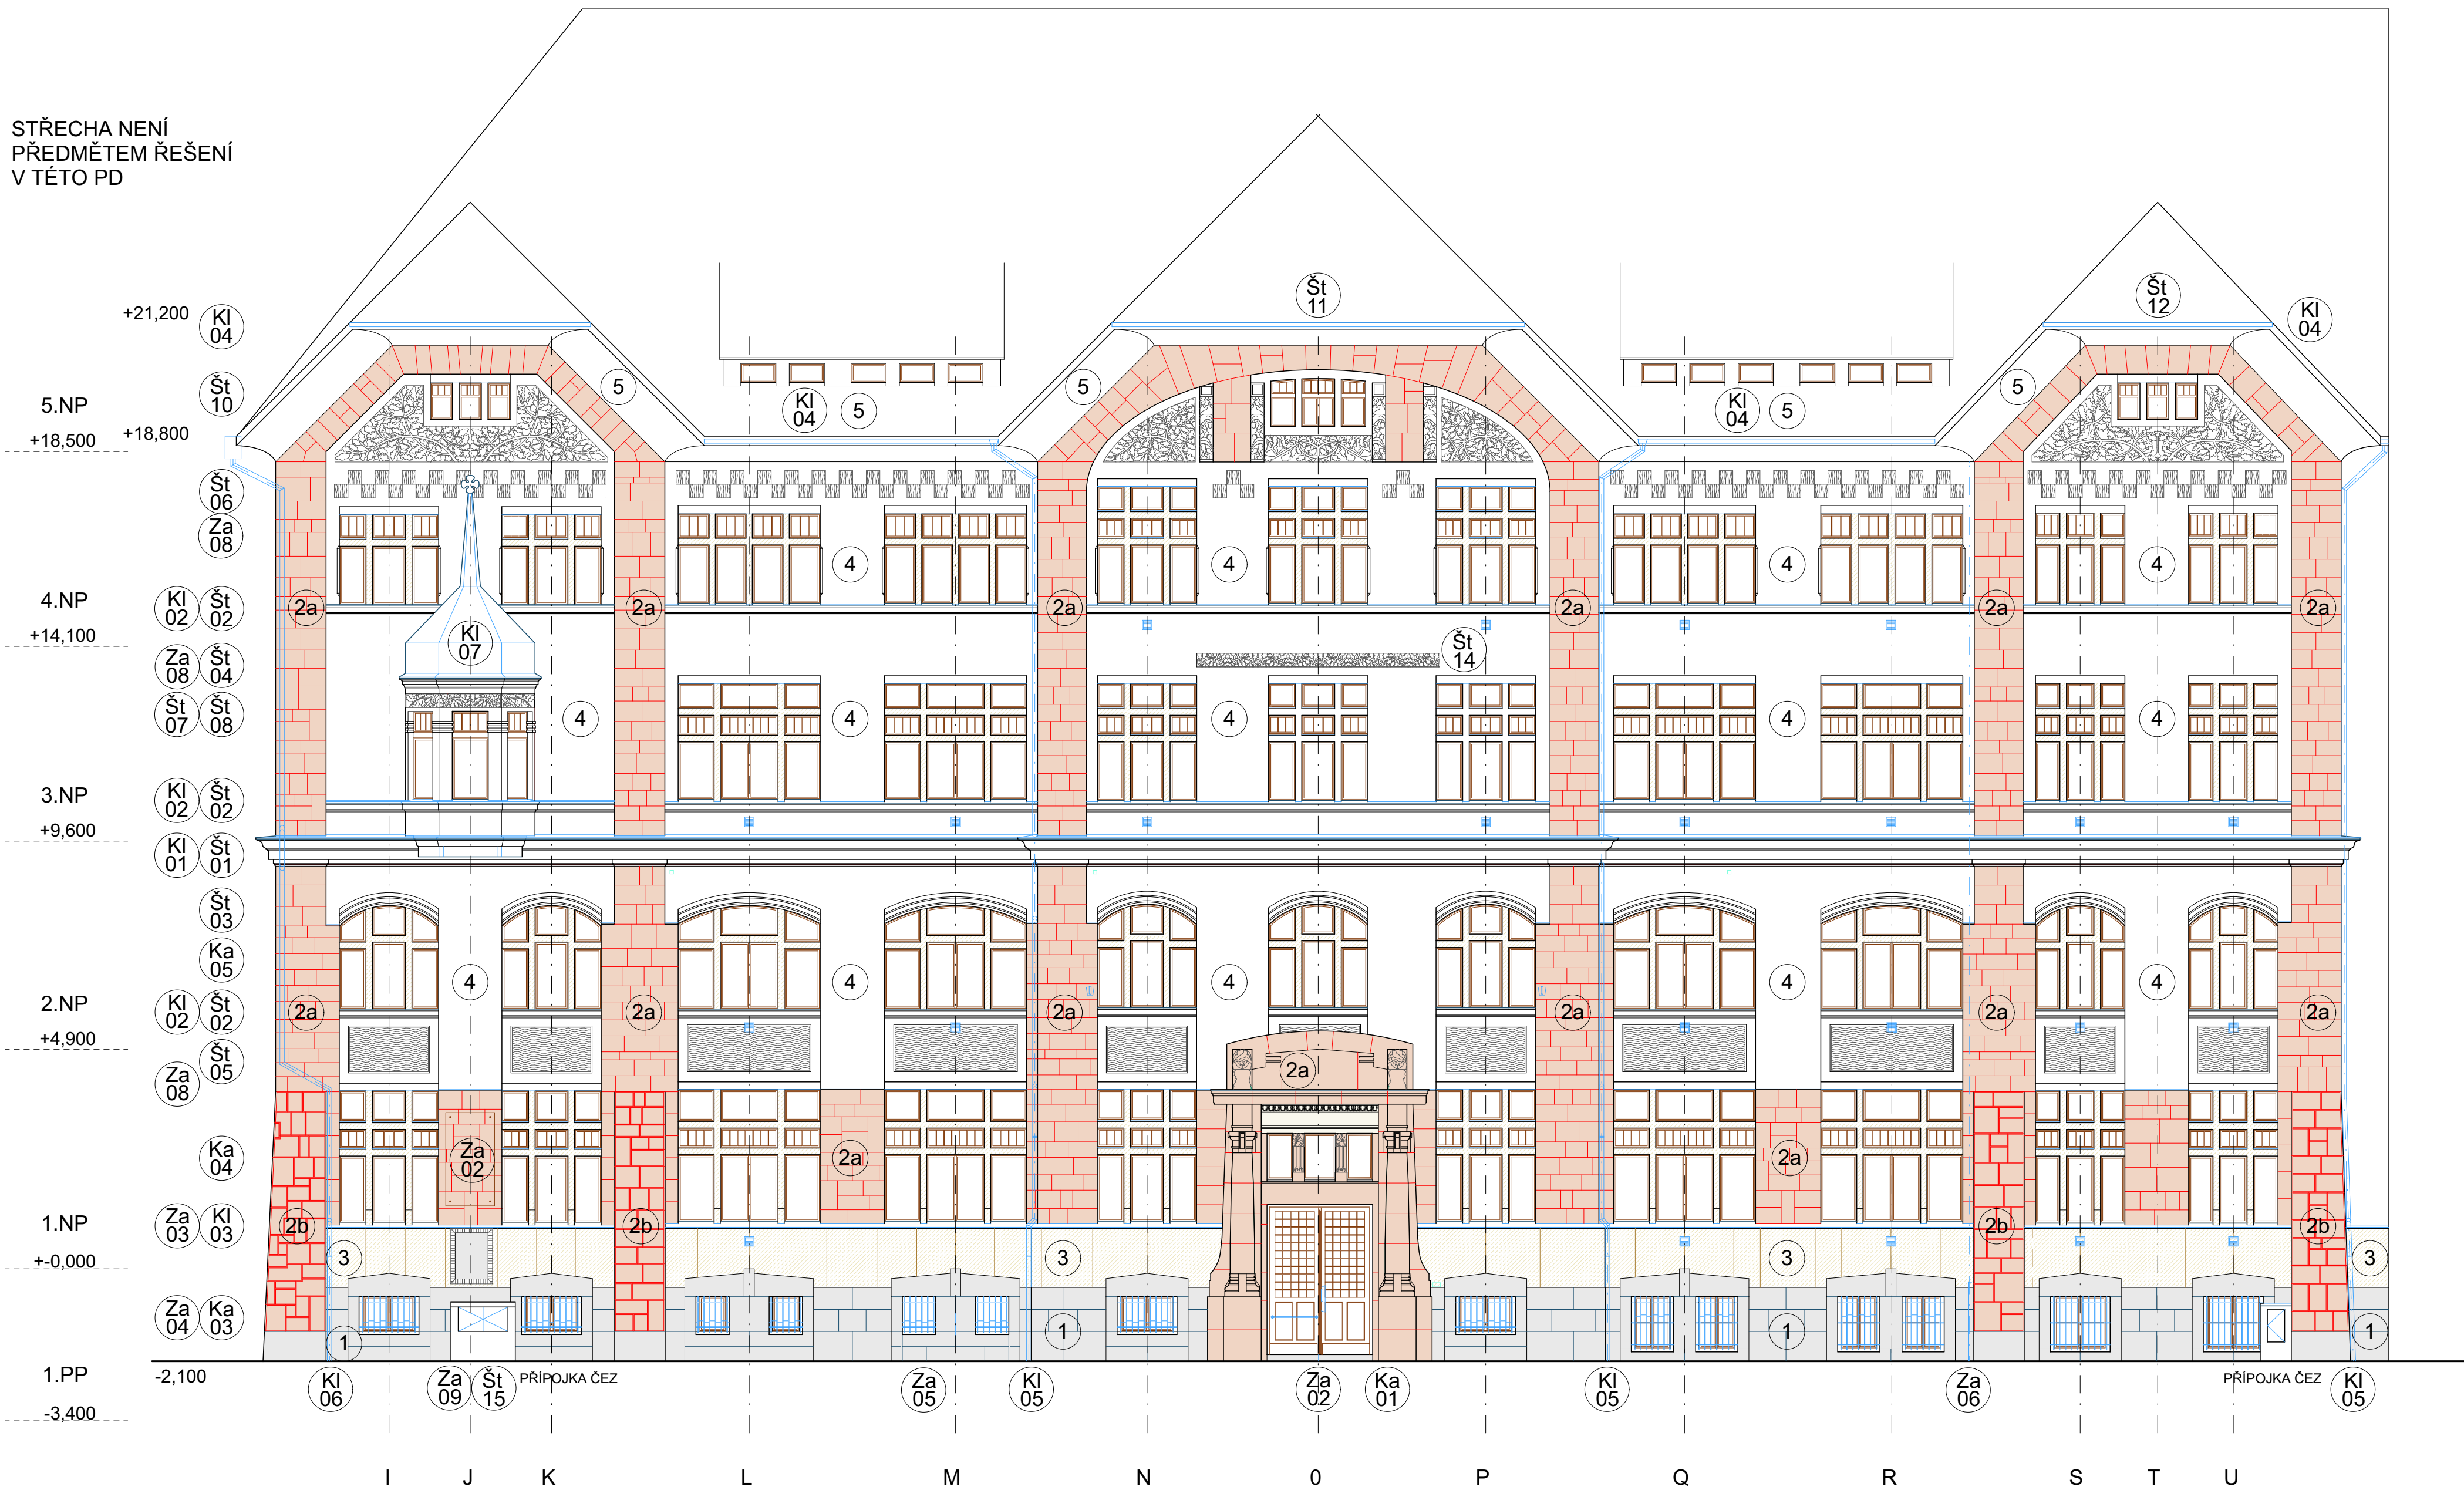 STŘECHA NENÍ
PŘEDMĚTEM ŘEŠENÍ
V TÉTO PD
+21,200
Kl
04
Št
11
Št
12
Kl
04
Št
10
5
Kl
04
5
5
Kl
04
5
5
5.NP
+18,500
+18,800
Št
06
Za
08
4
4
4
4
4.NP
+14,100
Kl
02
Št
02
2a
2a
2a
2a
2a
2a
Kl
07
Št
14
Za
08
Št
04
Št
07
Št
08
4
4
4
4
4
3.NP
+9,600
Kl
02
Št
02
Kl
01
Št
01
Št
03
Ka
05
4
4
4
4
4
2.NP
+4,900
Kl
02
Št
02
2a
2a
2a
2a
2a
2a
Št
05
Za
08
2a
Ka
04
Za
02
2a
2a
1.NP
+-0,000
Za
03
Kl
03
2b
2b
2b
2b
3
3
3
3
Za
04
Ka
03
1
1
1
1
1.PP
-3,400
-2,100
Kl
06
Za
09
Št
15
PŘÍPOJKA ČEZ
Za
05
Kl
05
Za
02
Ka
01
Kl
05
Za
06
PŘÍPOJKA ČEZ
Kl
05
I J K L M N 0 P Q R S T U